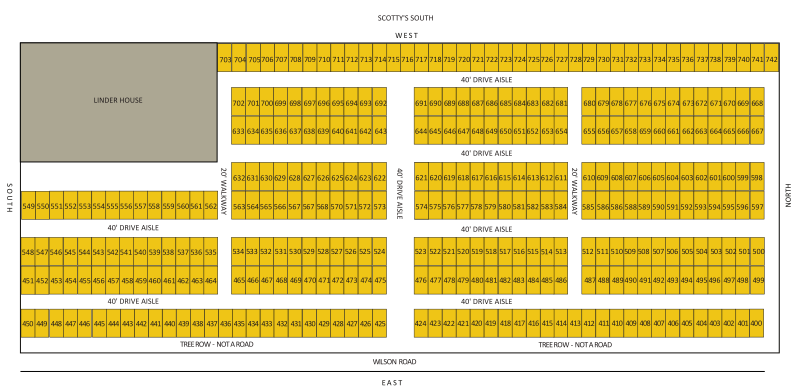 SCOTTY'S SOUTH
WEST
703 704 705 706 707 708 709 710 711 712 713 714 715 716 717 718 719 720 721 722 723 724 725 726 727 728 729 730 731 732 733 734 735 736 737 738 739 740 741 742
LINDER HOUSE
40' DRIVE AISLE
702 701 700 699 698 697 696 695 694 693 692
691 690 689 688 687 686 685 684 683 682 681
680 679 678 677 676 675 674 673 672 671 670 669 668
633 634 635 636 637 638 639 640 641 642 643
644 645 646 647 648 649 650 651 652 653 654
655 656 657 658 659 660 661 662 663 664 665 666 667
40' DRIVE AISLE
632 631 630 629 628 627 626 625 624 623 622
621 620 619 618 617 616 615 614 613 612 611
610 609 608 607 606 605 604 603 602 601 600 599 598
SOUTH
20' WALKWAY
40' DRIVE AISLE
20' WALKWAY
NORTH
549 550 551 552 553 554 555 556 557 558 559 560 561 562
563 564 565 566 567 568 569 570 571 572 573
574 575 576 577 578 579 580 581 582 583 584
585 586 587 588 589 590 591 592 593 594 595 596 597
40' DRIVE AISLE
40' DRIVE AISLE
548 547 546 545 544 543 542 541 540 539 538 537 536 535
534 533 532 531 530 529 528 527 526 525 524
523 522 521 520 519 518 517 516 515 514 513
512 511 510 509 508 507 506 505 504 503 502 501 500
451 452 453 454 455 456 457 458 459 460 461 462 463 464
465 466 467 468 469 470 471 472 473 474 475
476 477 478 479 480 481 482 483 484 485 486
487 488 489 490 491 492 493 494 495 496 497 498 499
40' DRIVE AISLE
40' DRIVE AISLE
450 449 448 447 446 445 444 443 442 441 440 439 438 437 436 435 434 433 432 431 430 429 428 427 426 425
424 423 422 421 420 419 418 417 416 415 414 413 412 411 410 409 408 407 406 405 404 403 402 401 400
TREE ROW - NOT A ROAD
TREE ROW - NOT A ROAD
WILSON ROAD
EAST